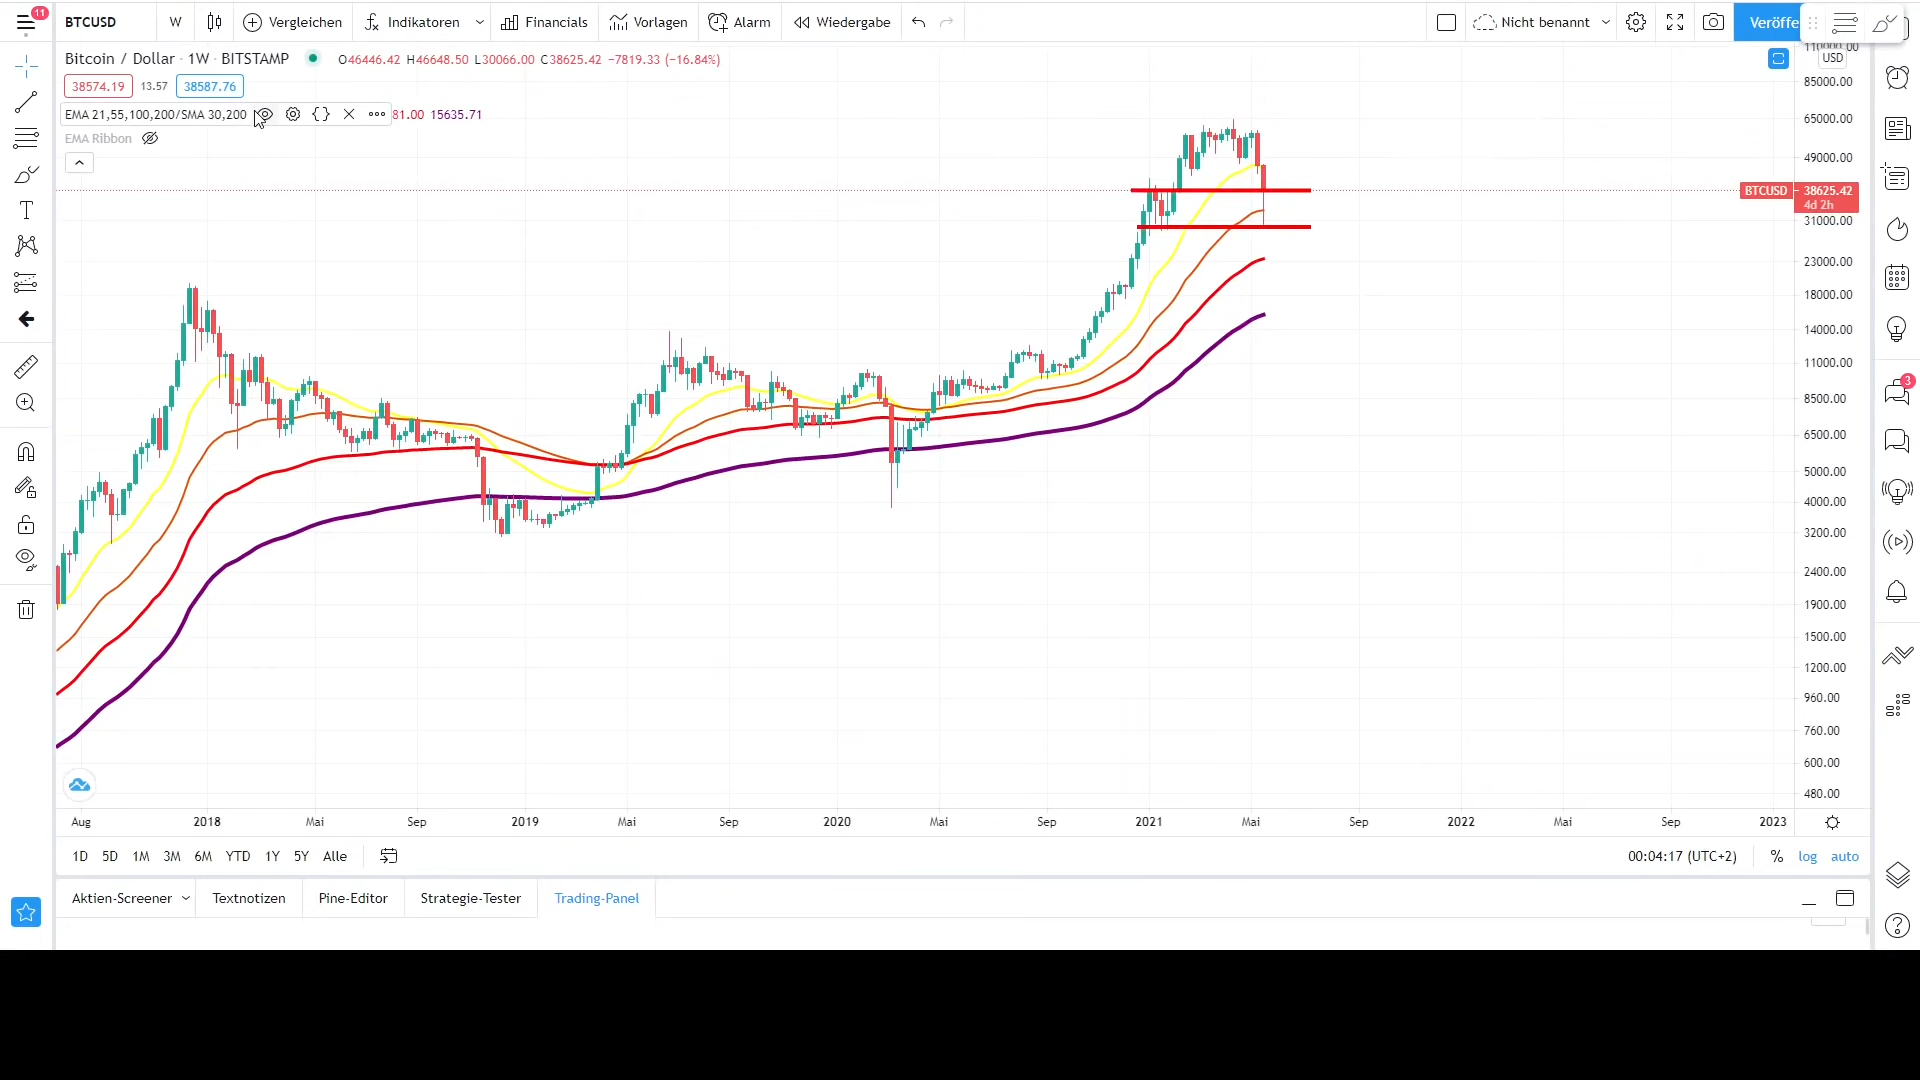 11
BTCUSD W Vergleichen Indikatoren Financials Vorlagen Alarm Wiedergabe Nicht benannt Veröffe
Bitcoin / Dollar · 1W · BITSTAMP O46446.42 H46648.50 L30066.00 C38625.42 −7819.33 (−16.84%)
38574.19 13.57 38587.76
EMA 21,55,100,200/SMA 30,200 {} 81.00 15635.71
EMA Ribbon
USD
85000.00
65000.00
49000.00
BTCUSD 38625.42
4d 2h
31000.00
23000.00
18000.00
14000.00
11000.00
8500.00
6500.00
5000.00
4000.00
3200.00
2400.00
1900.00
1500.00
1200.00
960.00
760.00
600.00
480.00
3
Aug 2018 Mai Sep 2019 Mai Sep 2020 Mai Sep 2021 Mai Sep 2022 Mai Sep 2023
1D 5D 1M 3M 6M YTD 1Y 5Y Alle 00:04:17 (UTC+2) % log auto
Aktien-Screener Textnotizen Pine-Editor Strategie-Tester Trading-Panel